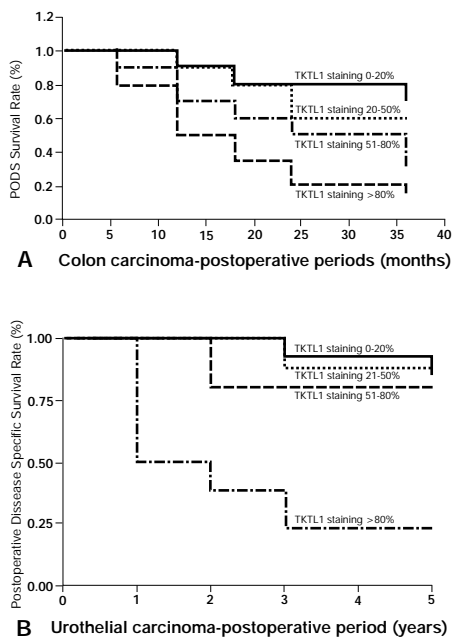 PODS Survival Rate (%)
1.2
1.0
0.8
0.6
0.4
0.2
0.0
TKTL1 staining 0-20%
TKTL1 staining 20-50%
TKTL1 staining 51-80%
TKTL1 staining >80%
0 5 10 15 20 25 30 35 40
A Colon carcinoma-postoperative periods (months)
Postoperative Dissease Specific Survival Rate (%)
1.00
0.75
0.50
0.25
0.00
TKTL1 staining 0-20%
TKTL1 staining 21-50%
TKTL1 staining 51-80%
TKTL1 staining >80%
0 1 2 3 4 5
B Urothelial carcinoma-postoperative period (years)